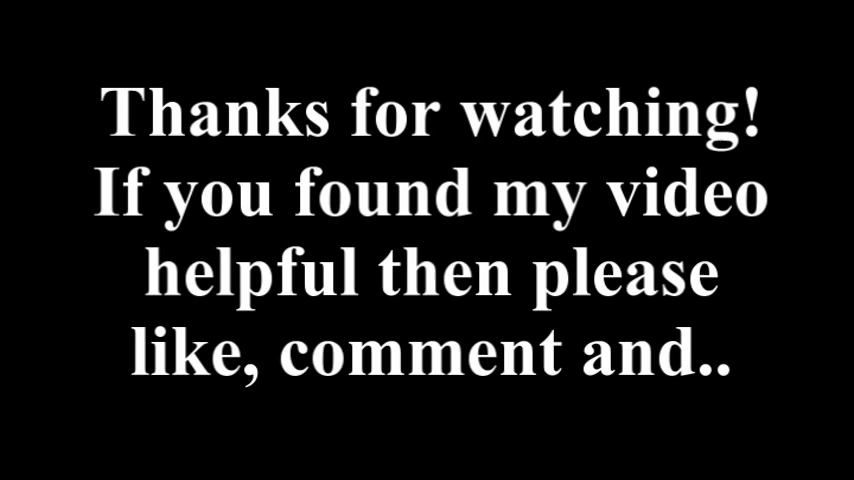 Thanks for watching!
If you found my video
helpful then please
like, comment and..